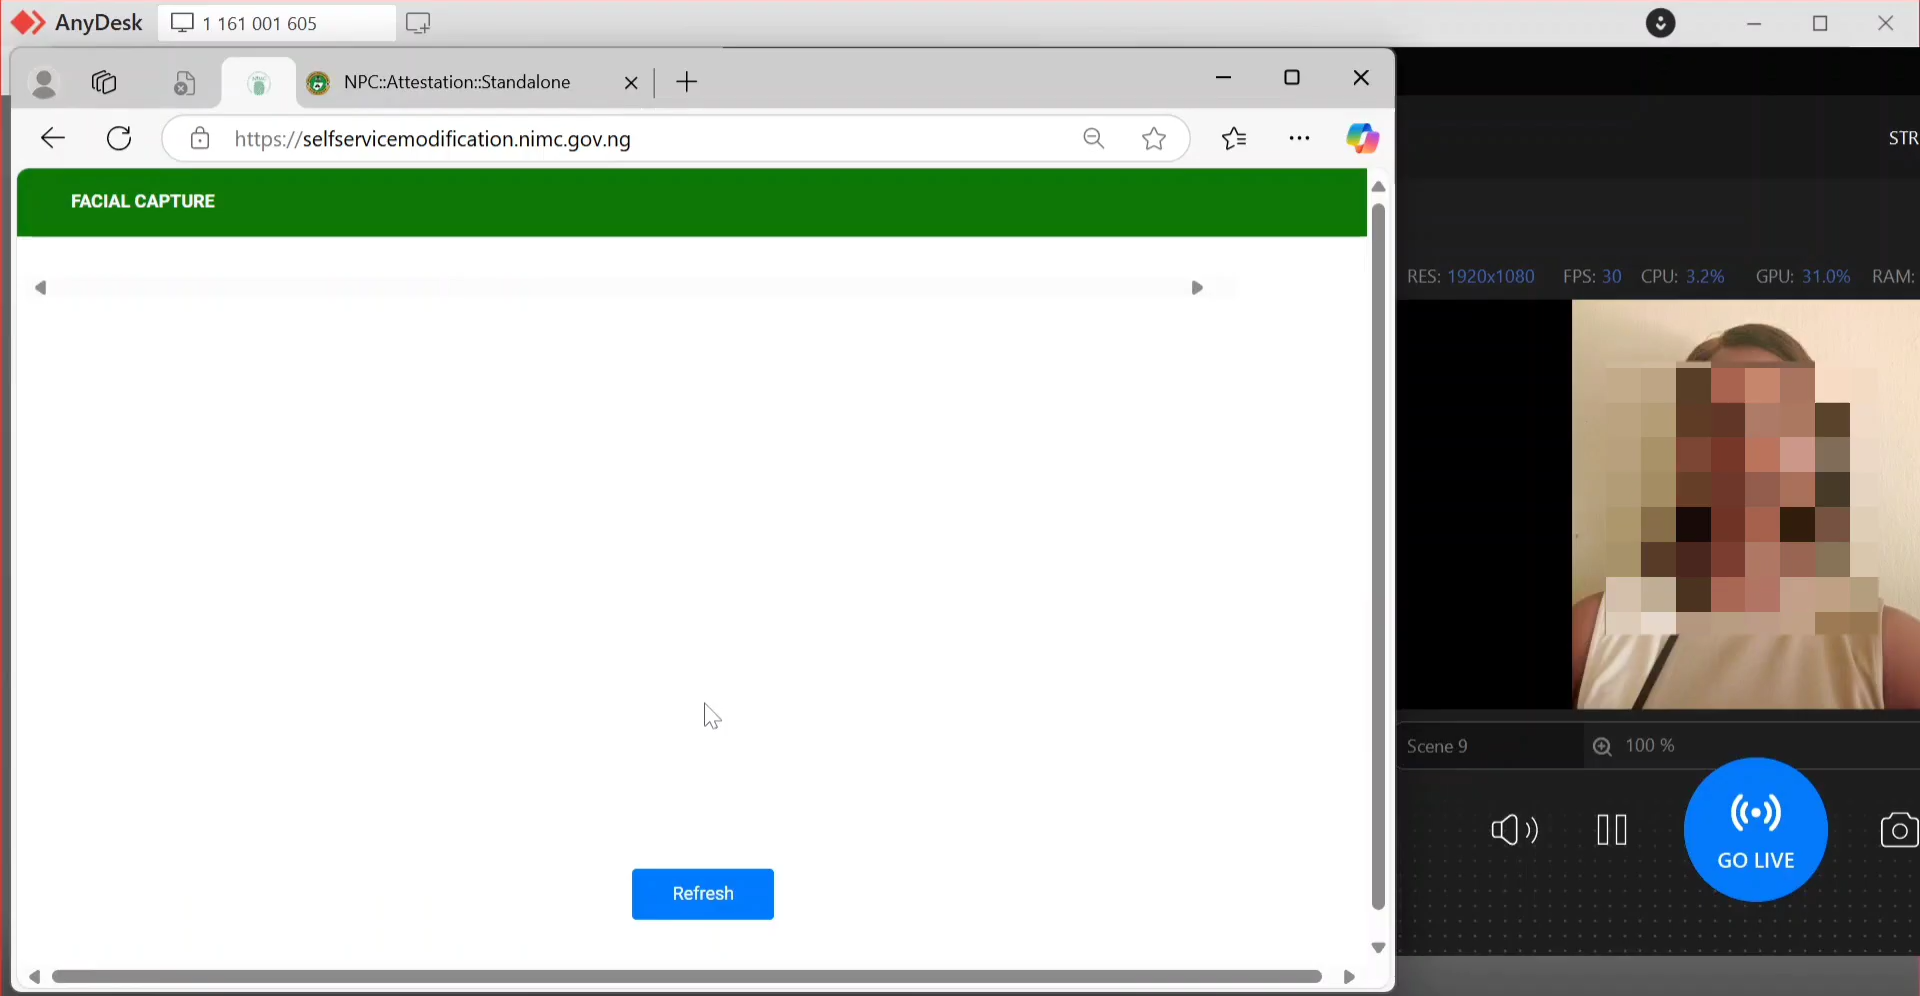 AnyDesk
1 161 001 605
NPC::Attestation::Standalone
https://selfservicemodification.nimc.gov.ng
STR
FACIAL CAPTURE
RES: 1920x1080 FPS: 30 CPU: 3.2% GPU: 31.0% RAM:
Scene 9
100 %
GO LIVE
Refresh